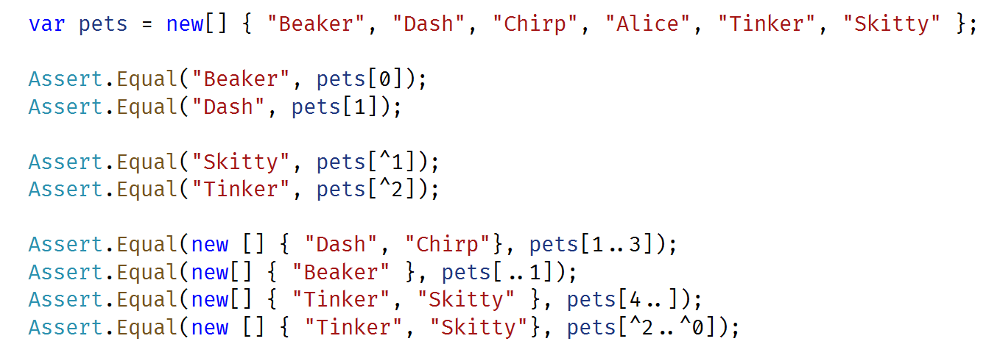 var pets = new[] { "Beaker", "Dash", "Chirp", "Alice", "Tinker", "Skitty" };
Assert.Equal("Beaker", pets[0]);
Assert.Equal("Dash", pets[1]);
Assert.Equal("Skitty", pets[^1]);
Assert.Equal("Tinker", pets[^2]);
Assert.Equal(new [] { "Dash", "Chirp"}, pets[1..3]);
Assert.Equal(new[] { "Beaker" }, pets[..1]);
Assert.Equal(new[] { "Tinker", "Skitty" }, pets[4..]);
Assert.Equal(new [] { "Tinker", "Skitty"}, pets[^2..^0]);